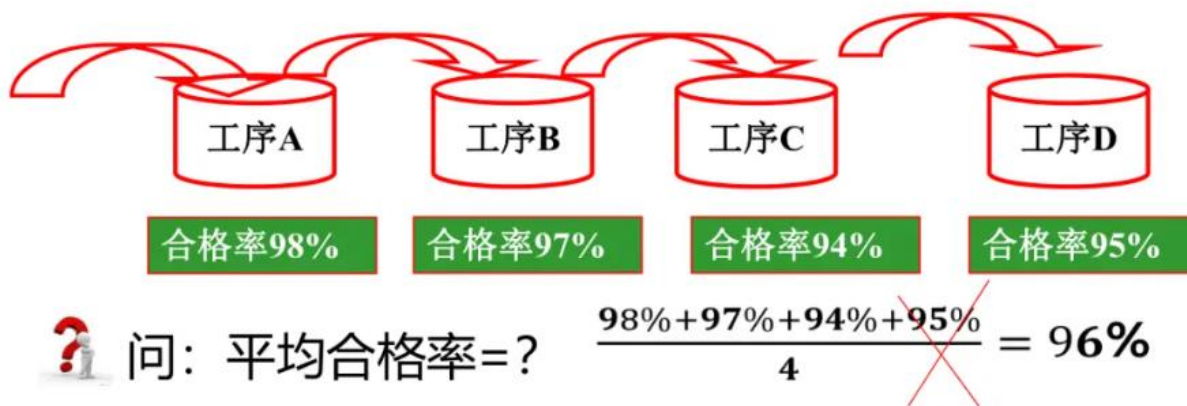 工序A 工序B 工序C 工序D
合格率98% 合格率97% 合格率94% 合格率95%
问：平均合格率=？ (98%+97%+94%+95%)/4 = 96%